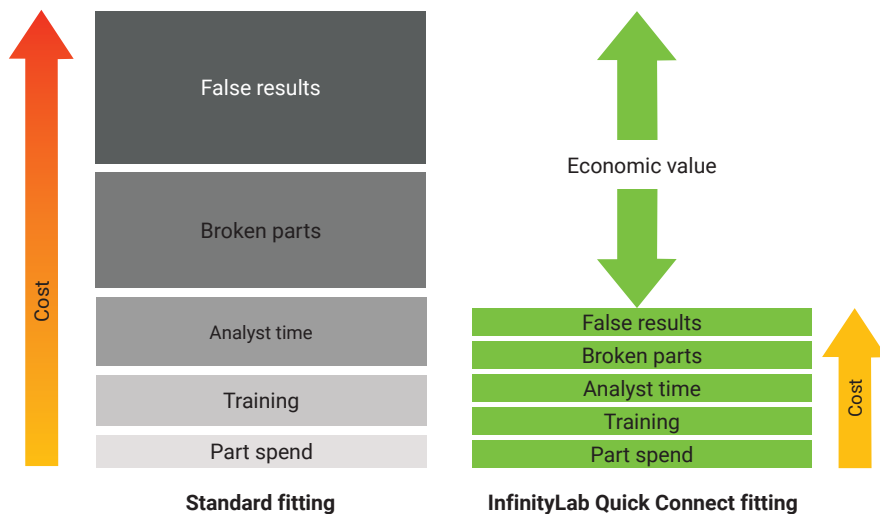 Cost
False results
Broken parts
Analyst time
Training
Part spend
Standard fitting
Economic value
False results
Broken parts
Analyst time
Training
Part spend
Cost
InfinityLab Quick Connect fitting